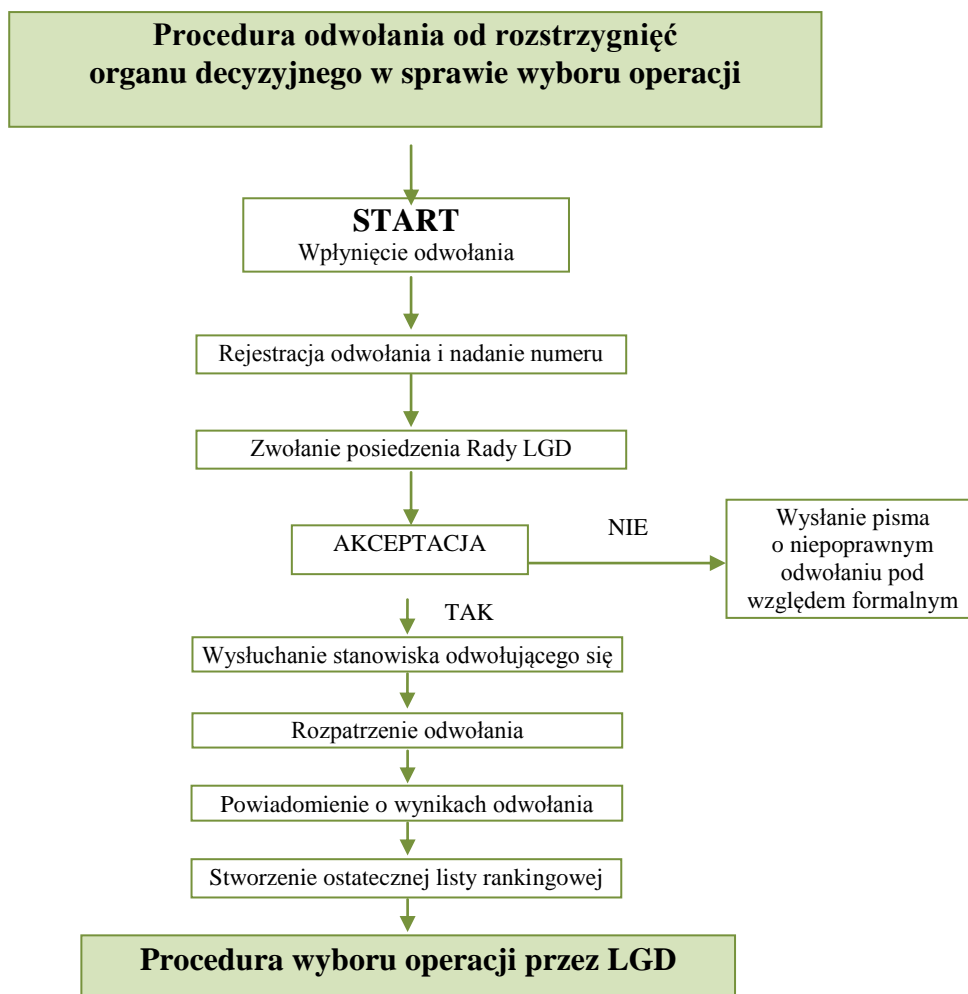 Procedura odwołania od rozstrzygnięć
organu decyzyjnego w sprawie wyboru operacji
START
Wpłynięcie odwołania
Rejestracja odwołania i nadanie numeru
Zwołanie posiedzenia Rady LGD
AKCEPTACJA
NIE
Wysłanie pisma
o niepoprawnym
odwołaniu pod
względem formalnym
TAK
Wysłuchanie stanowiska odwołującego się
Rozpatrzenie odwołania
Powiadomienie o wynikach odwołania
Stworzenie ostatecznej listy rankingowej
Procedura wyboru operacji przez LGD